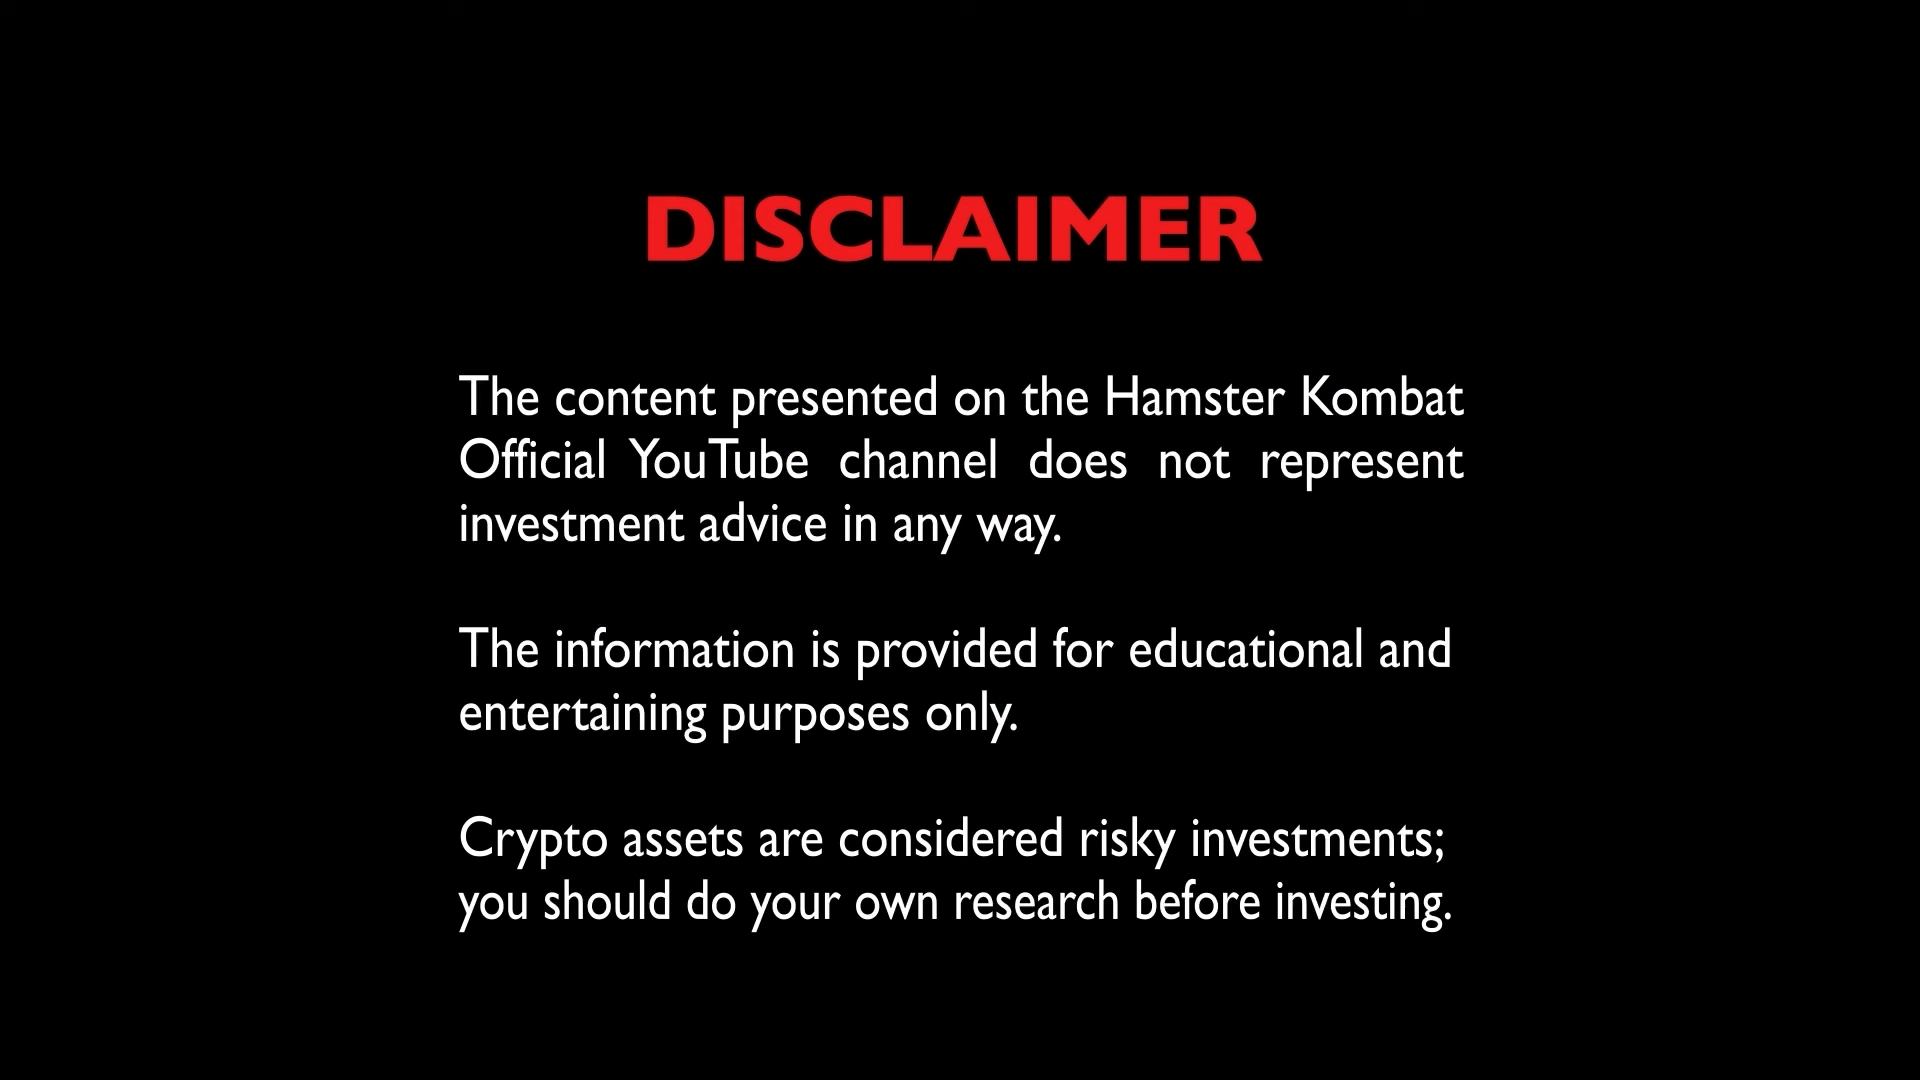 DISCLAIMER
The content presented on the Hamster Kombat
Official YouTube channel does not represent
investment advice in any way.
The information is provided for educational and
entertaining purposes only.
Crypto assets are considered risky investments;
you should do your own research before investing.